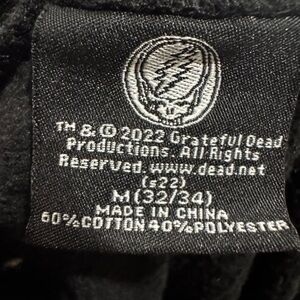 TM & © 2022 Grateful Dead
Productions. All Rights
Reserved. www.dead.net
(s22)
M (32/34)
MADE IN CHINA
60%COTTON 40%POLYESTER